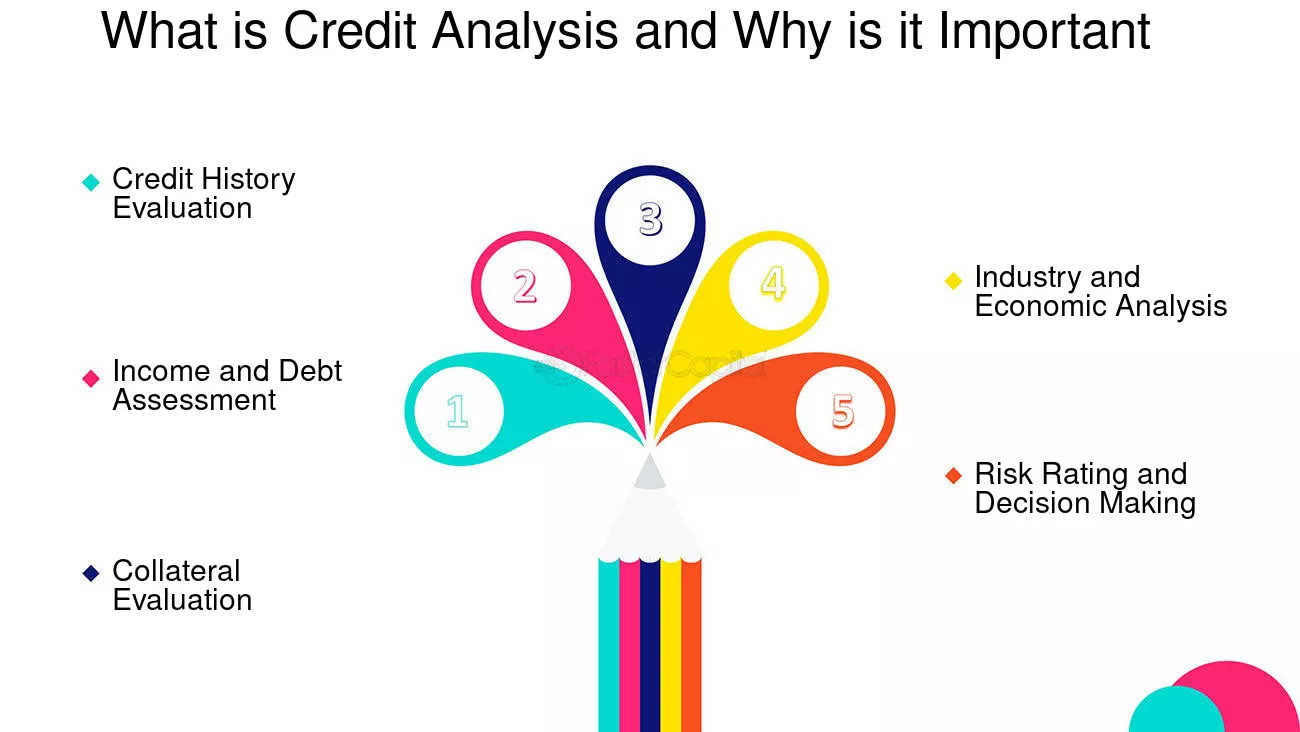 What is Credit Analysis and Why is it Important
Credit History
Evaluation
Income and Debt
Assessment
Collateral
Evaluation
1
2
3
4
5
FasterCapital
Industry and
Economic Analysis
Risk Rating and
Decision Making